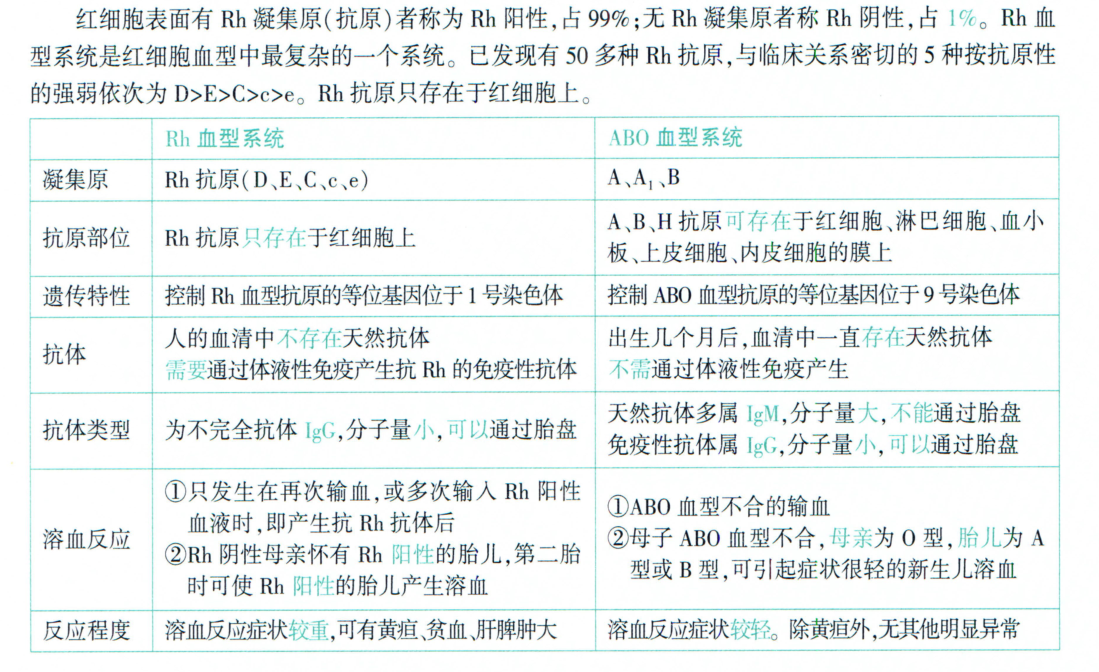 红细胞表面有 Rh 凝集原(抗原)者称为 Rh 阳性,占 99%;无 Rh 凝集原者称 Rh 阴性,占 1%。Rh 血
型系统是红细胞血型中最复杂的一个系统。已发现有 50 多种 Rh 抗原,与临床关系密切的 5 种按抗原性
的强弱依次为 D>E>C>c>e。Rh 抗原只存在于红细胞上。
Rh 血型系统
ABO 血型系统
凝集原
Rh 抗原(D、E、C、c、e)
A、A₁、B
抗原部位
Rh 抗原只存在于红细胞上
A、B、H 抗原可存在于红细胞、淋巴细胞、血小
板、上皮细胞、内皮细胞的膜上
遗传特性
控制 Rh 血型抗原的等位基因位于 1 号染色体
控制 ABO 血型抗原的等位基因位于 9 号染色体
抗体
人的血清中不存在天然抗体
需要通过体液性免疫产生抗 Rh 的免疫性抗体
出生几个月后,血清中一直存在天然抗体
不需通过体液性免疫产生
抗体类型
为不完全抗体 IgG,分子量小,可以通过胎盘
天然抗体多属 IgM,分子量大,不能通过胎盘
免疫性抗体属 IgG,分子量小,可以通过胎盘
溶血反应
①只发生在再次输血,或多次输入 Rh 阳性
血液时,即产生抗 Rh 抗体后
②Rh 阴性母亲怀有 Rh 阳性的胎儿,第二胎
时可使 Rh 阳性的胎儿产生溶血
①ABO 血型不合的输血
②母子 ABO 血型不合,母亲为 O 型,胎儿为 A
型或 B 型,可引起症状很轻的新生儿溶血
反应程度
溶血反应症状较重,可有黄疸、贫血、肝脾肿大
溶血反应症状较轻。除黄疸外,无其他明显异常